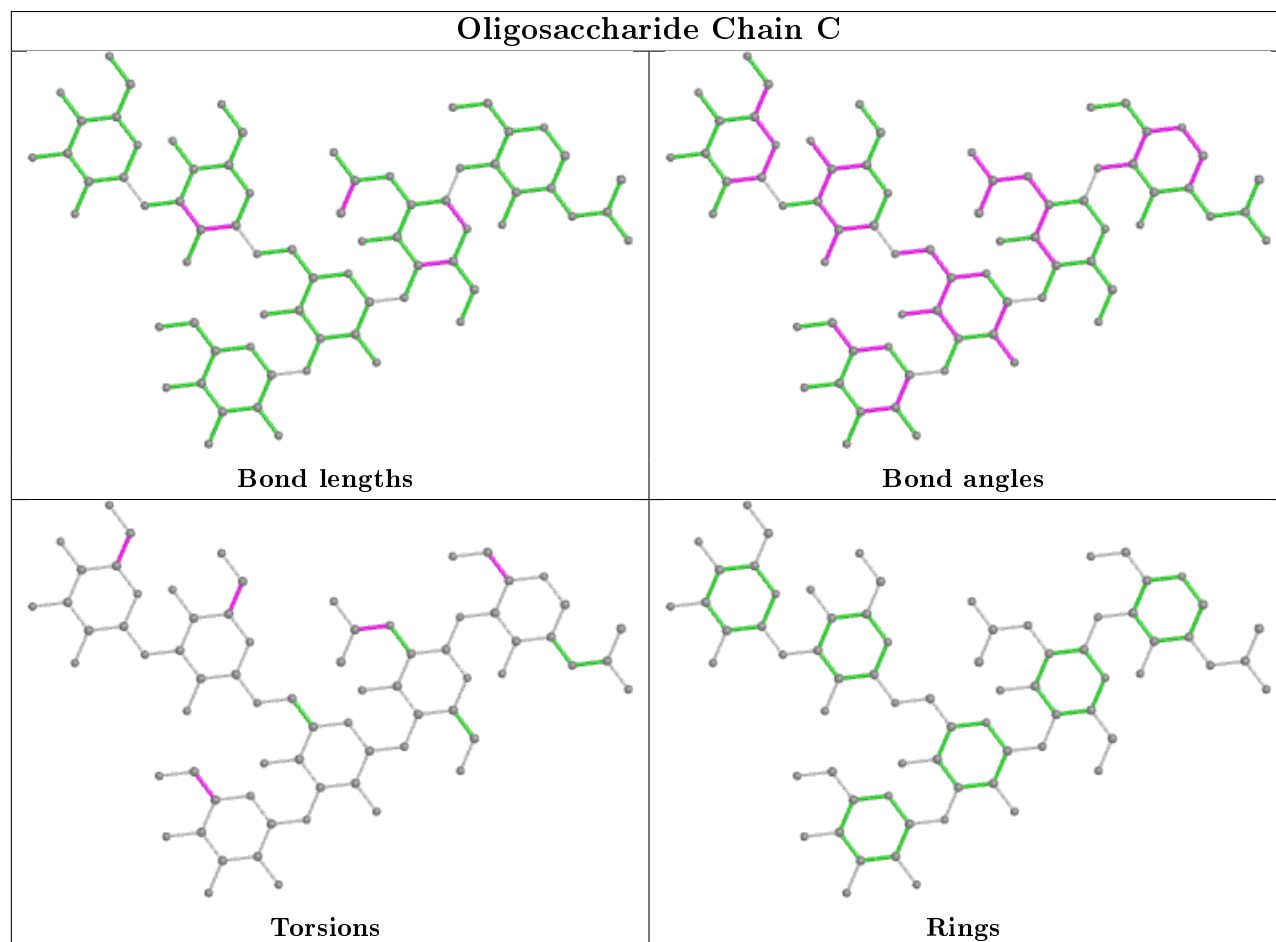 Oligosaccharide Chain C
Bond lengths
Bond angles
Torsions
Rings